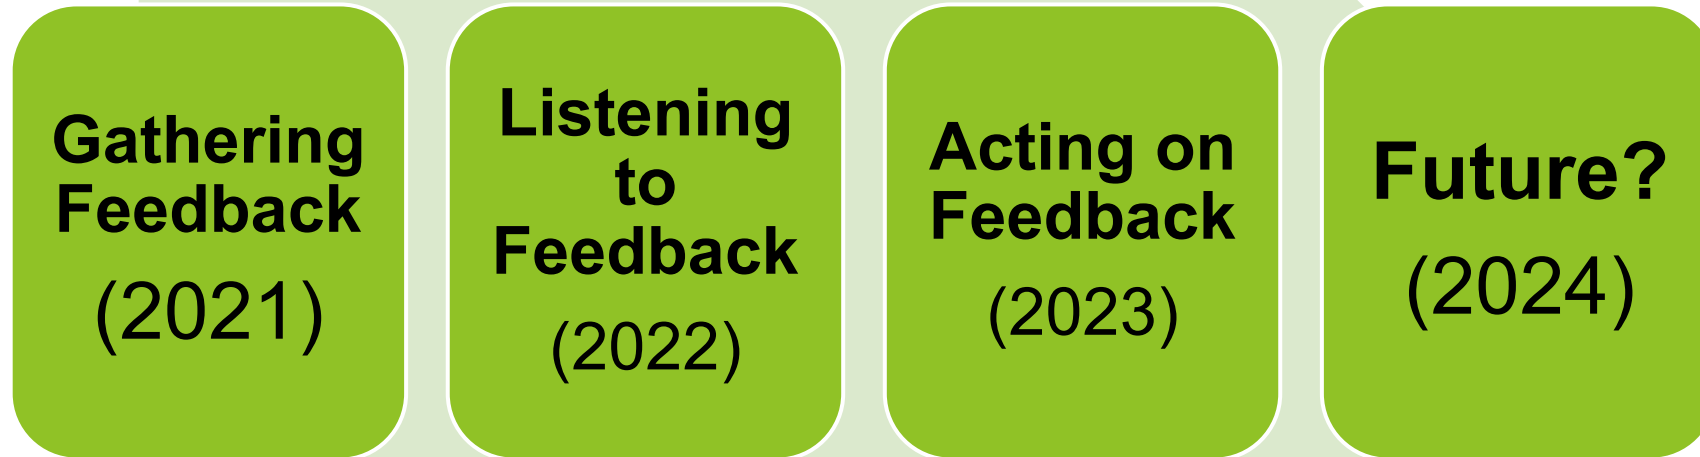 Gathering
Feedback
(2021)
Listening
to
Feedback
(2022)
Acting on
Feedback
(2023)
Future?
(2024)